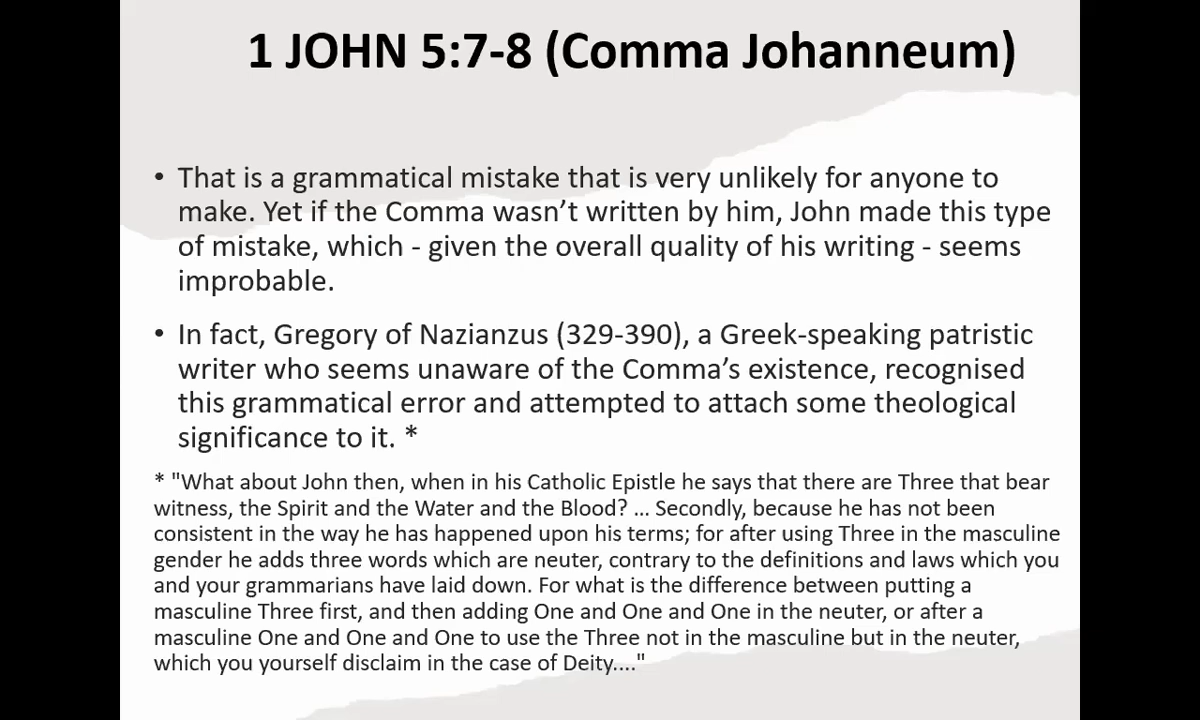 1 JOHN 5:7-8 (Comma Johanneum)
• That is a grammatical mistake that is very unlikely for anyone to
make. Yet if the Comma wasn’t written by him, John made this type
of mistake, which - given the overall quality of his writing - seems
improbable.
• In fact, Gregory of Nazianzus (329-390), a Greek-speaking patristic
writer who seems unaware of the Comma’s existence, recognised
this grammatical error and attempted to attach some theological
significance to it. *
* "What about John then, when in his Catholic Epistle he says that there are Three that bear
witness, the Spirit and the Water and the Blood? ... Secondly, because he has not been
consistent in the way he has happened upon his terms; for after using Three in the masculine
gender he adds three words which are neuter, contrary to the definitions and laws which you
and your grammarians have laid down. For what is the difference between putting a
masculine Three first, and then adding One and One and One in the neuter, or after a
masculine One and One and One to use the Three not in the masculine but in the neuter,
which you yourself disclaim in the case of Deity...."